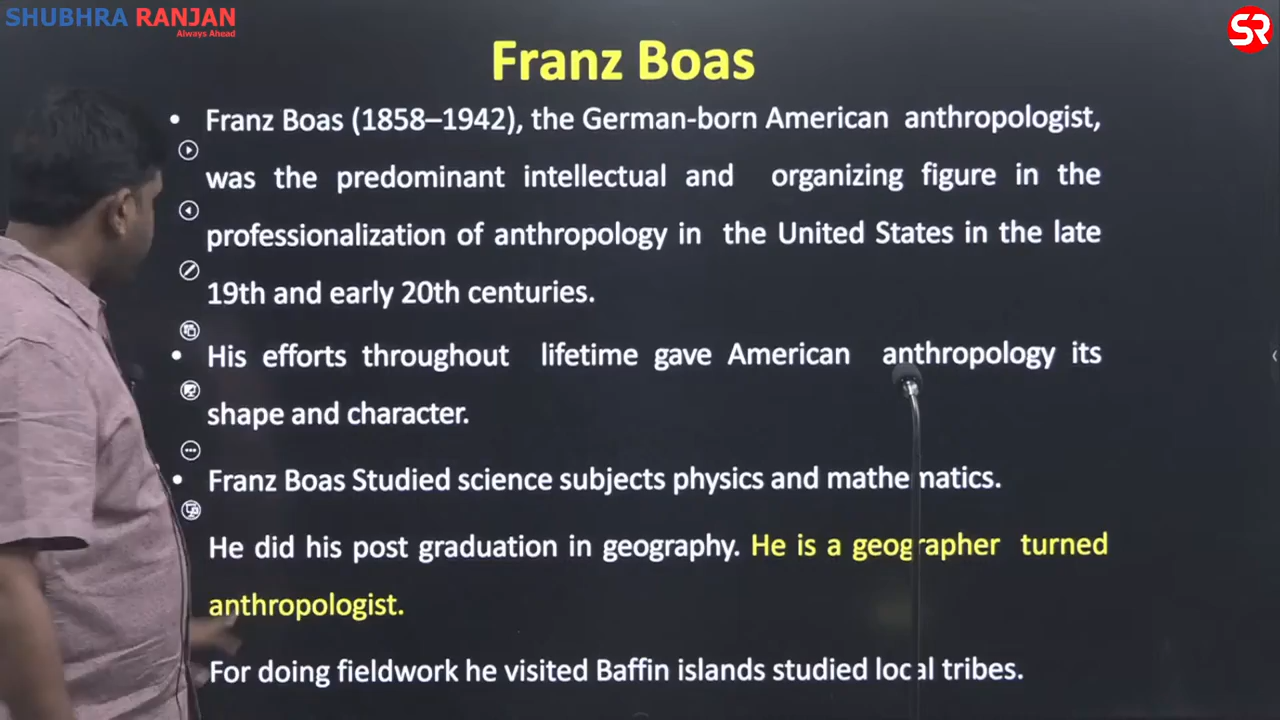 SHUBHRA RANJAN
Always Ahead
SR
Franz Boas
• Franz Boas (1858–1942), the German-born American anthropologist,
was the predominant intellectual and organizing figure in the
professionalization of anthropology in the United States in the late
19th and early 20th centuries.
• His efforts throughout lifetime gave American anthropology its
shape and character.
• Franz Boas Studied science subjects physics and mathematics.
He did his post graduation in geography. He is a geographer turned
anthropologist.
For doing fieldwork he visited Baffin islands studied local tribes.